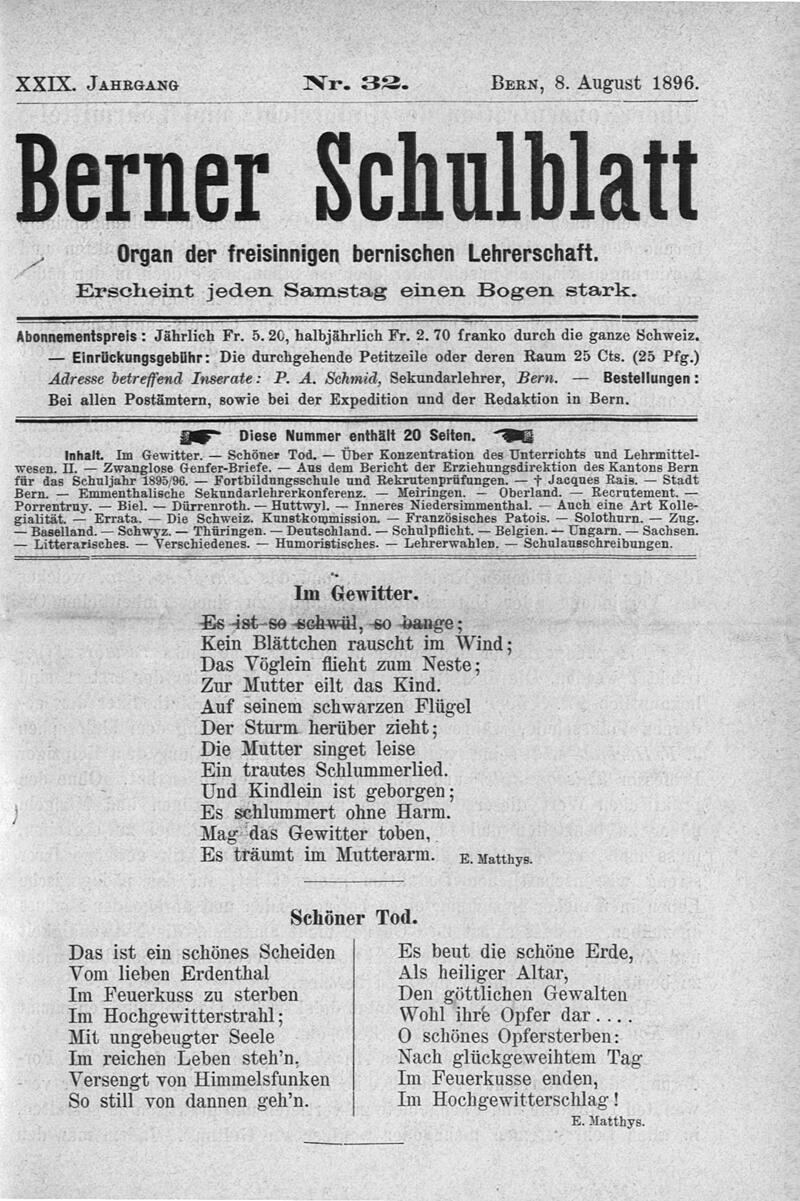 XXIX. JAHRGANG Nr. 32. BERN, 8. August 1896.
Berner Schulblatt
Organ der freisinnigen bernischen Lehrerschaft.
Erscheint jeden Samstag einen Bogen stark.
Abonnementspreis: Jährlich Fr. 5.20, halbjährlich Fr. 2.70 franko durch die ganze Schweiz.
— Einrückungsgebühr: Die durchgehende Petitzeile oder deren Raum 25 Cts. (25 Pfg.)
Adresse betreffend Inserate: P. A. Schmid, Sekundarlehrer, Bern. — Bestellungen:
Bei allen Postämtern, sowie bei der Expedition und der Redaktion in Bern.
Diese Nummer enthält 20 Seiten.
Inhalt. Im Gewitter. — Schöner Tod. — Über Konzentration des Unterrichts und Lehrmittel-
wesen. II. — Zwanglose Genfer-Briefe. — Aus dem Bericht der Erziehungsdirektion des Kantons Bern
für das Schuljahr 1895/96. — Fortbildungsschule und Rekrutenprüfungen. — † Jacques Rais. — Stadt
Bern. — Emmenthalische Sekundarlehrerkonferenz. — Meiringen. — Oberland. — Recrutement. —
Porrentruy. — Biel. — Dürrenroth. — Huttwyl. — Inneres Niedersimmenthal. — Auch eine Art Kolle-
gialität. — Errata. — Die Schweiz. Kunstkommission. — Französisches Patois. — Solothurn. — Zug.
— Baselland. — Schwyz. — Thüringen. — Deutschland. — Schulpflicht. — Belgien. — Ungarn. — Sachsen.
— Litterarisches. — Verschiedenes. — Humoristisches. — Lehrerwahlen. — Schulausschreibungen.
Im Gewitter.
Es ist so schwül, so bange;
Kein Blättchen rauscht im Wind;
Das Vöglein flieht zum Neste;
Zur Mutter eilt das Kind.
Auf seinem schwarzen Flügel
Der Sturm herüber zieht;
Die Mutter singet leise
Ein trautes Schlummerlied.
Und Kindlein ist geborgen;
Es schlummert ohne Harm.
Mag das Gewitter toben,
Es träumt im Mutterarm. E. Matthys.
Schöner Tod.
Das ist ein schönes Scheiden
Vom lieben Erdenthal
Im Feuerkuss zu sterben
Im Hochgewitterstrahl;
Mit ungebeugter Seele
Im reichen Leben steh'n,
Versengt von Himmelsfunken
So still von dannen geh'n.
Es beut die schöne Erde,
Als heiliger Altar,
Den göttlichen Gewalten
Wohl ihre Opfer dar . . . .
O schönes Opfersterben:
Nach glückgeweihtem Tag
Im Feuerkusse enden,
Im Hochgewitterschlag!
E. Matthys.